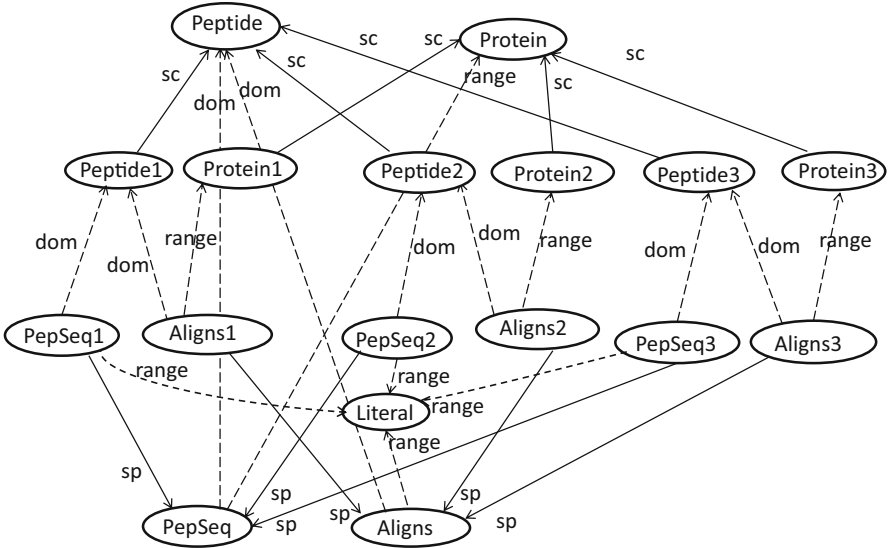 Peptide
sc
sc
Protein
sc
sc
sc
range
sc
dom
dom
Peptide1
Protein1
Peptide2
Protein2
Peptide3
Protein3
dom
dom
range
dom
dom
range
dom
dom
range
PepSeq1
Aligns1
PepSeq2
Aligns2
PepSeq3
Aligns3
range
range
Literal
range
range
sp
sp
sp
sp
sp
sp
PepSeq
Aligns